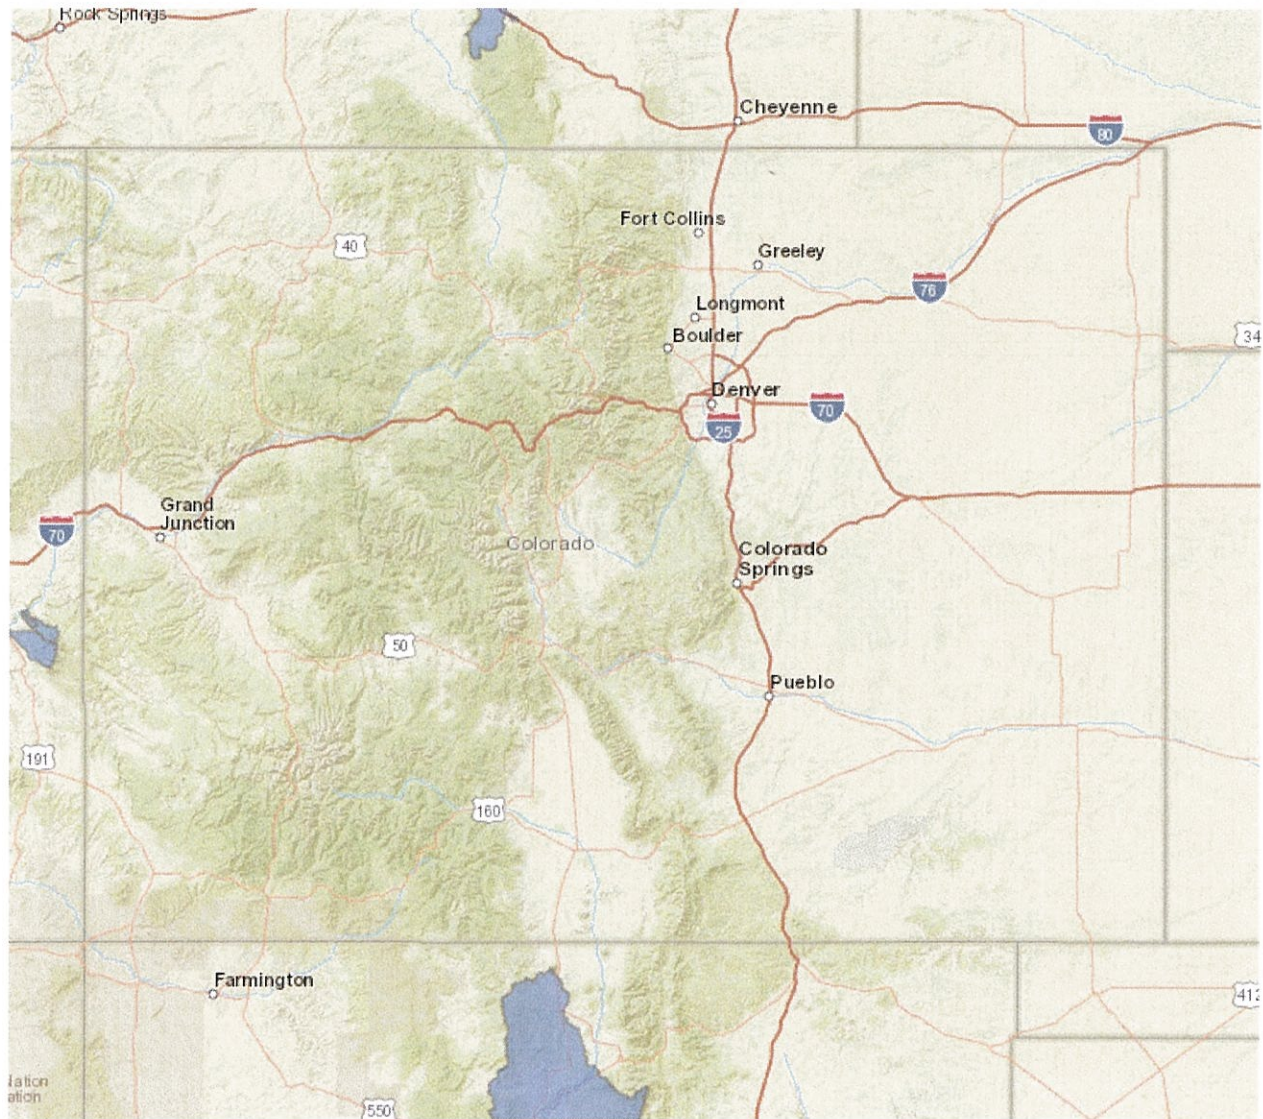 Rock Springs
Cheyenne
80
Fort Collins
40
Greeley
76
Longmont
34
Boulder
Denver
70
25
Grand
Junction
70
Colorado
Colorado
Springs
50
Pueblo
191
160
Farmington
412
550